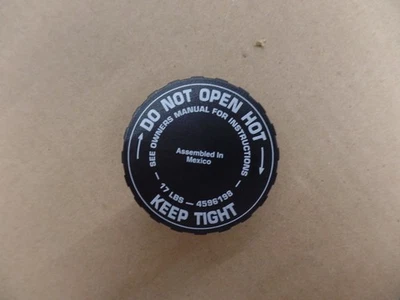 DO NOT OPEN HOT
SEE OWNERS MANUAL FOR INSTRUCTIONS
Assembled In
Mexico
17 LBS — 4596198
KEEP TIGHT